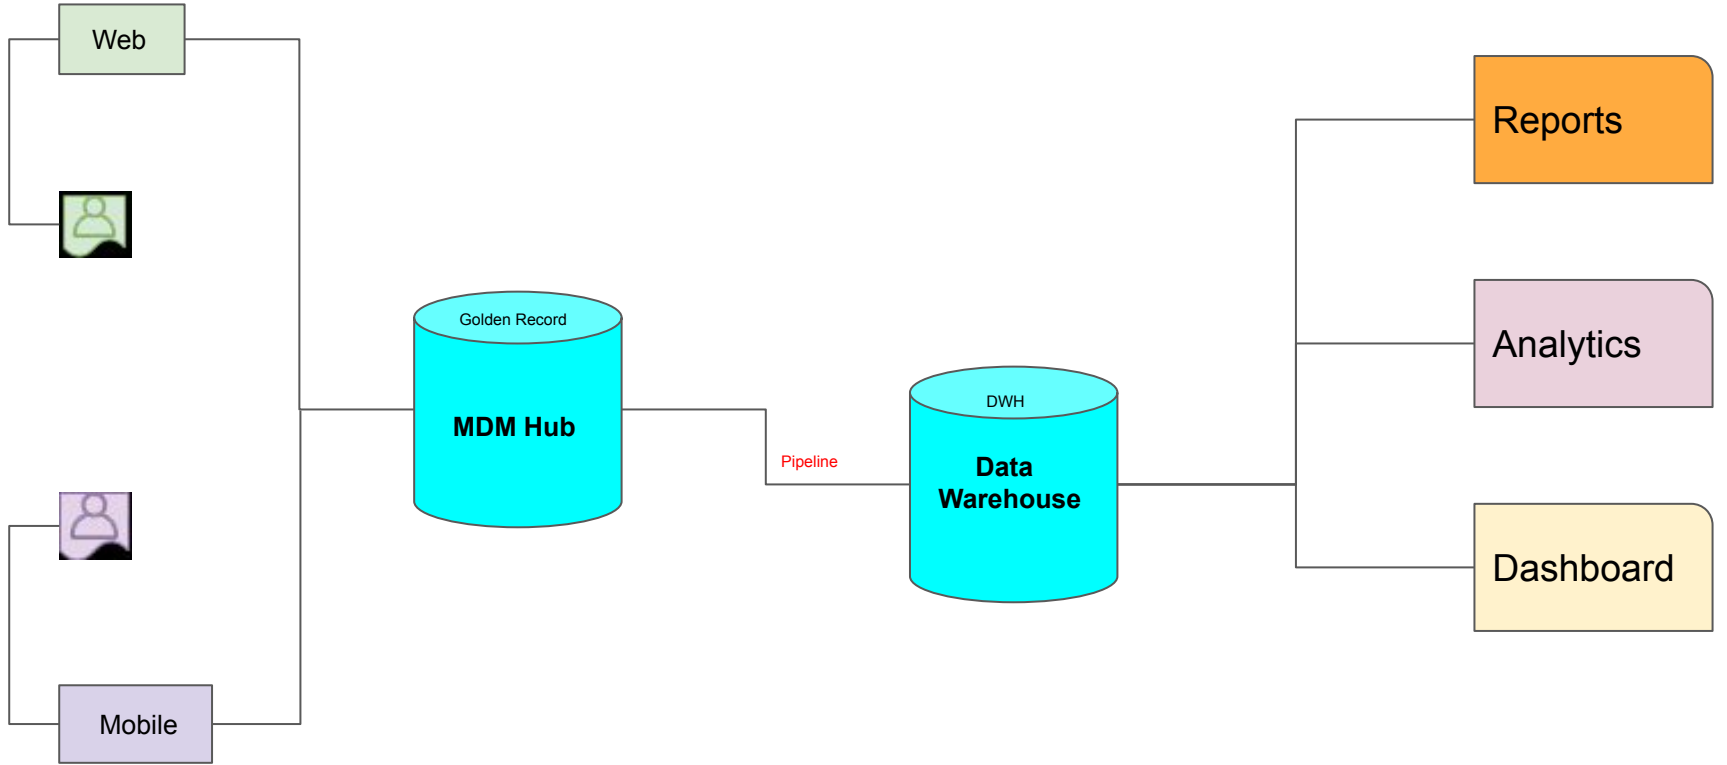 Web
Reports
Golden Record
Analytics
MDM Hub
DWH
Pipeline
Data
Warehouse
Dashboard
Mobile